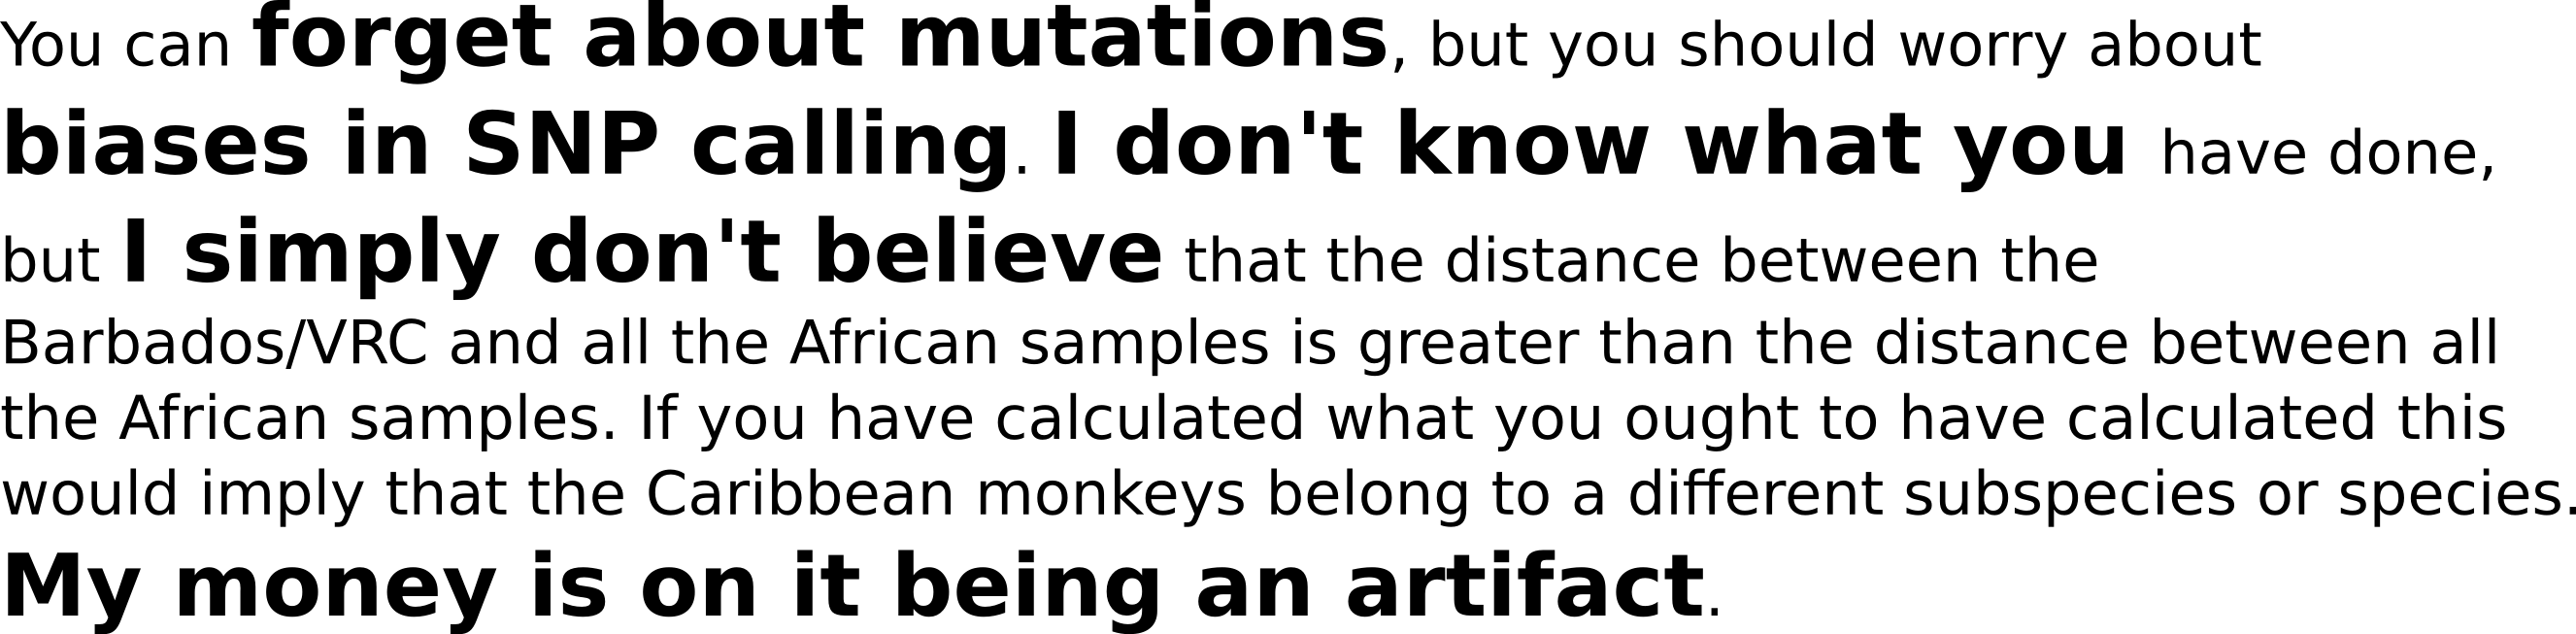 You can forget about mutations, but you should worry about
biases in SNP calling. I don't know what you have done,
but I simply don't believe that the distance between the
Barbados/VRC and all the African samples is greater than the distance between all
the African samples. If you have calculated what you ought to have calculated this
would imply that the Caribbean monkeys belong to a different subspecies or species.
My money is on it being an artifact.